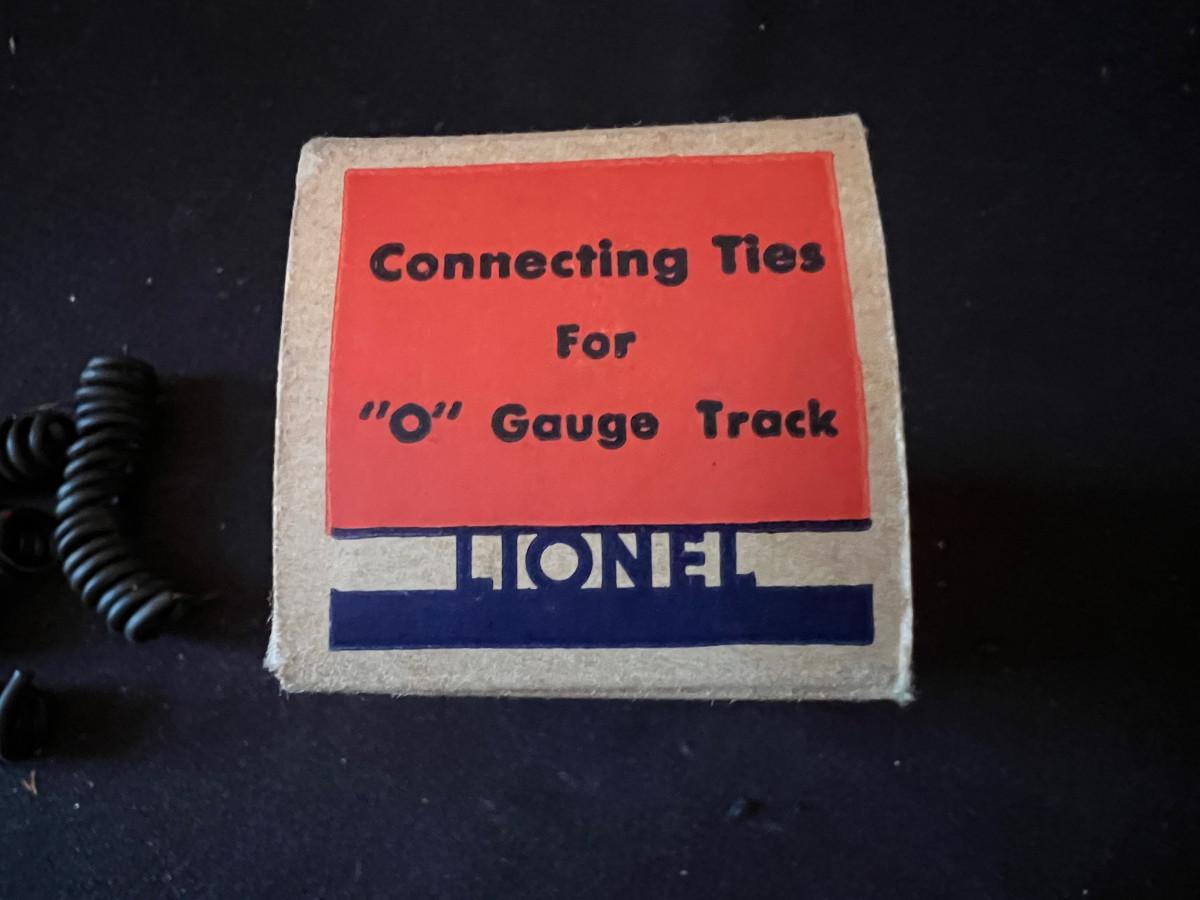 Connecting Ties
For
"O" Gauge Track
LIONEL